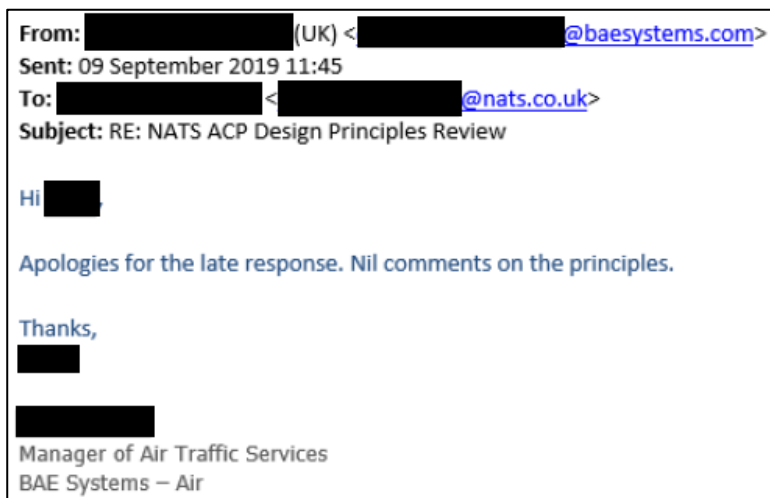 From: (UK) < @baesystems.com>
Sent: 09 September 2019 11:45
To: < @nats.co.uk>
Subject: RE: NATS ACP Design Principles Review
Hi ,
Apologies for the late response. Nil comments on the principles.
Thanks,
Manager of Air Traffic Services
BAE Systems – Air